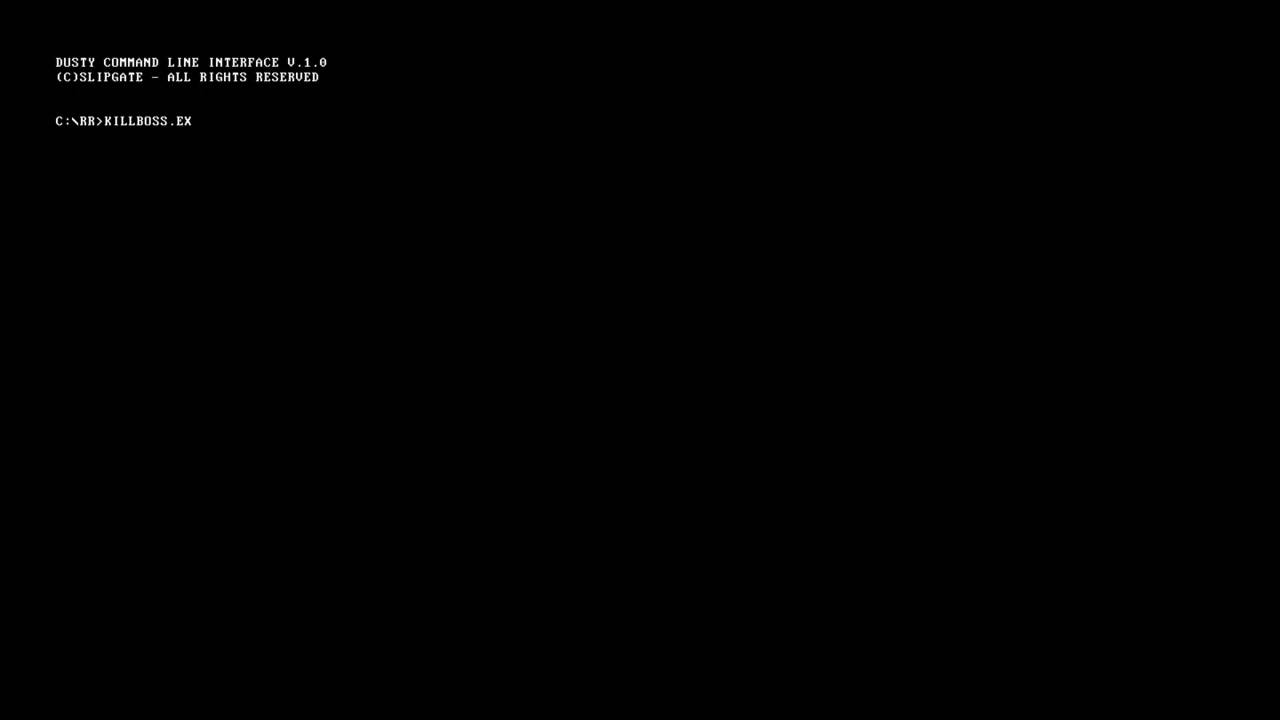 DUSTY COMMAND LINE INTERFACE V.1.0
(C)SLIPGATE - ALL RIGHTS RESERVED
C:\RR>KILLBOSS.EX